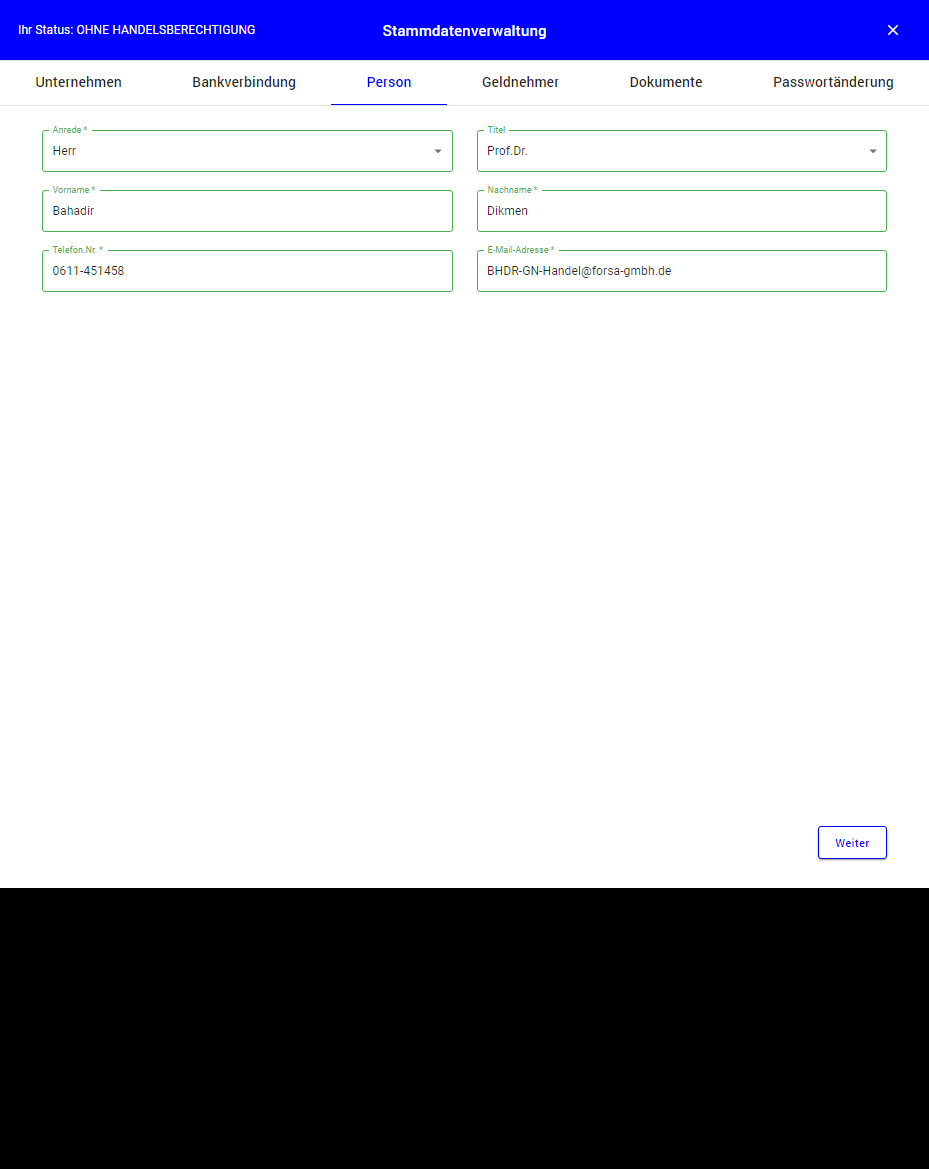 Ihr Status: OHNE HANDELSBERECHTIGUNG
Stammdatenverwaltung
Unternehmen
Bankverbindung
Person
Geldnehmer
Dokumente
Passwortänderung
Anrede *
Herr
Titel
Prof.Dr.
Vorname *
Bahadir
Nachname *
Dikmen
Telefon.Nr. *
0611-451458
E-Mail-Adresse *
BHDR-GN-Handel@forsa-gmbh.de
Weiter